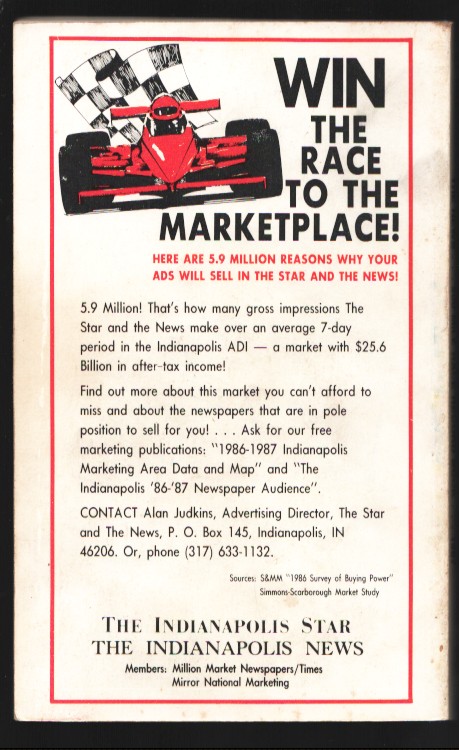 WIN
THE
RACE
TO THE
MARKETPLACE!
HERE ARE 5.9 MILLION REASONS WHY YOUR
ADS WILL SELL IN THE STAR AND THE NEWS!
5.9 Million! That's how many gross impressions The
Star and the News make over an average 7-day
period in the Indianapolis ADI — a market with $25.6
Billion in after-tax income!
Find out more about this market you can't afford to
miss and about the newspapers that are in pole
position to sell for you! . . . Ask for our free
marketing publications: "1986-1987 Indianapolis
Marketing Area Data and Map" and "The
Indianapolis '86-'87 Newspaper Audience".
CONTACT Alan Judkins, Advertising Director, The Star
and The News, P. O. Box 145, Indianapolis, IN
46206. Or, phone (317) 633-1132.
Sources: S&MM "1986 Survey of Buying Power"
Simmons-Scarborough Market Study
THE INDIANAPOLIS STAR
THE INDIANAPOLIS NEWS
Members: Million Market Newspapers/Times
Mirror National Marketing